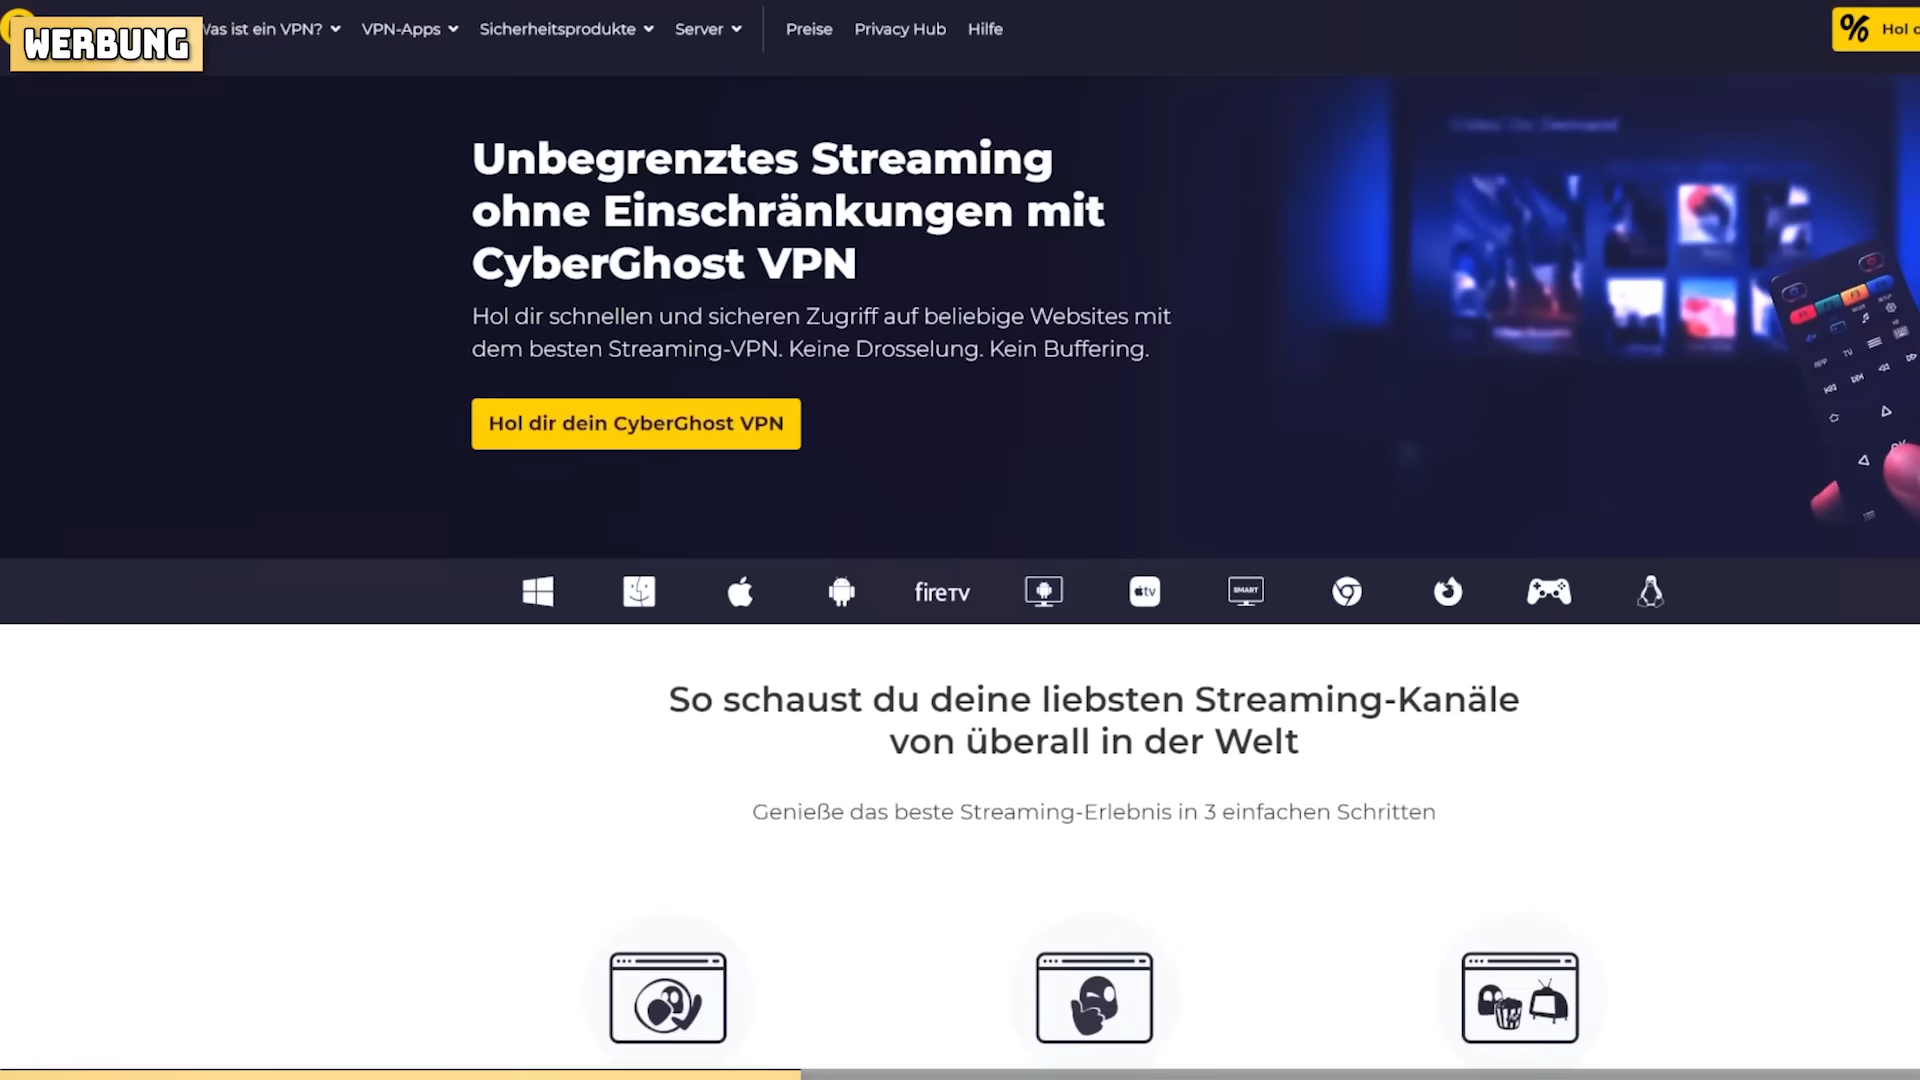 WERBUNG
Was ist ein VPN?
VPN-Apps
Sicherheitsprodukte
Server
Preise
Privacy Hub
Hilfe
% Hol
Unbegrenztes Streaming
ohne Einschränkungen mit
CyberGhost VPN
Hol dir schnellen und sicheren Zugriff auf beliebige Websites mit
dem besten Streaming-VPN. Keine Drosselung. Kein Buffering.
Hol dir dein CyberGhost VPN
fireTV
tv
SMART
So schaust du deine liebsten Streaming-Kanäle
von überall in der Welt
Genieße das beste Streaming-Erlebnis in 3 einfachen Schritten